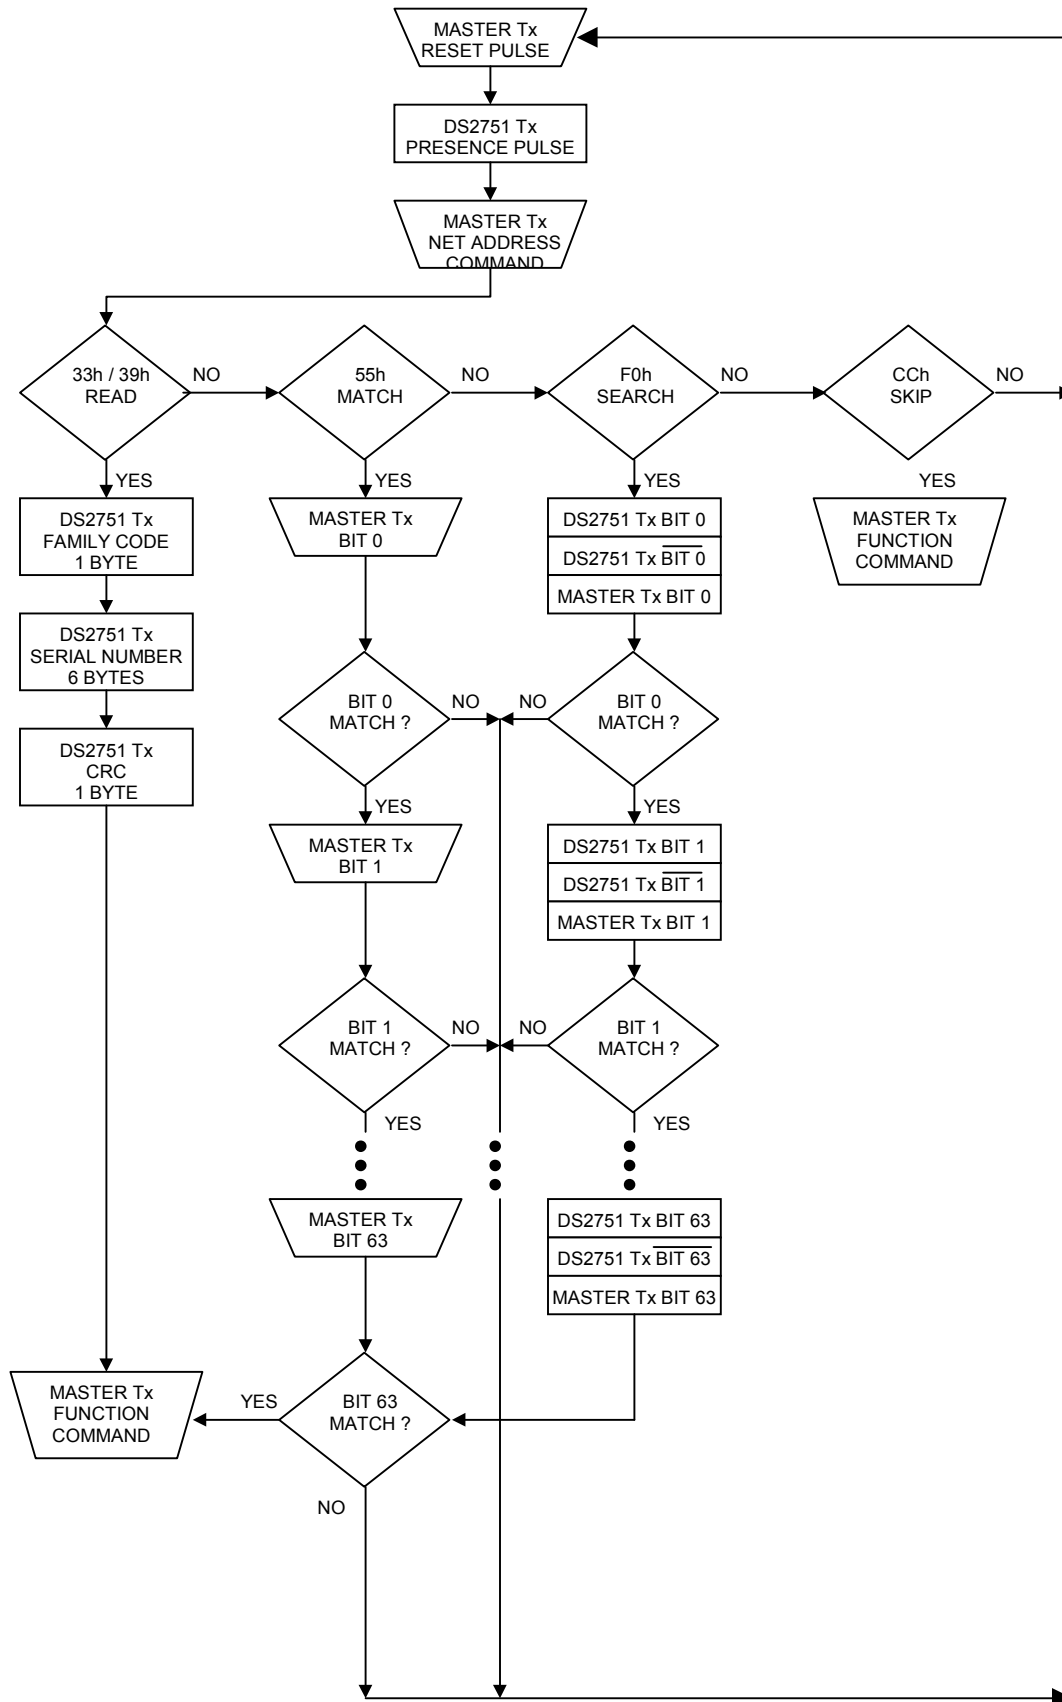 MASTER Tx
RESET PULSE
DS2751 Tx
PRESENCE PULSE
MASTER Tx
NET ADDRESS
COMMAND
33h / 39h
READ
NO
55h
MATCH
NO
F0h
SEARCH
NO
CCh
SKIP
NO
YES
YES
YES
YES
DS2751 Tx
FAMILY CODE
1 BYTE
MASTER Tx
BIT 0
DS2751 Tx BIT 0
DS2751 Tx B̅I̅T̅ ̅0̅
MASTER Tx BIT 0
MASTER Tx
FUNCTION
COMMAND
DS2751 Tx
SERIAL NUMBER
6 BYTES
DS2751 Tx
CRC
1 BYTE
BIT 0
MATCH ?
NO
NO
BIT 0
MATCH ?
YES
YES
MASTER Tx
BIT 1
DS2751 Tx BIT 1
DS2751 Tx B̅I̅T̅ ̅1̅
MASTER Tx BIT 1
BIT 1
MATCH ?
NO
NO
BIT 1
MATCH ?
YES
YES
MASTER Tx
BIT 63
DS2751 Tx BIT 63
DS2751 Tx B̅I̅T̅ ̅6̅3̅
MASTER Tx BIT 63
MASTER Tx
FUNCTION
COMMAND
YES
BIT 63
MATCH ?
NO